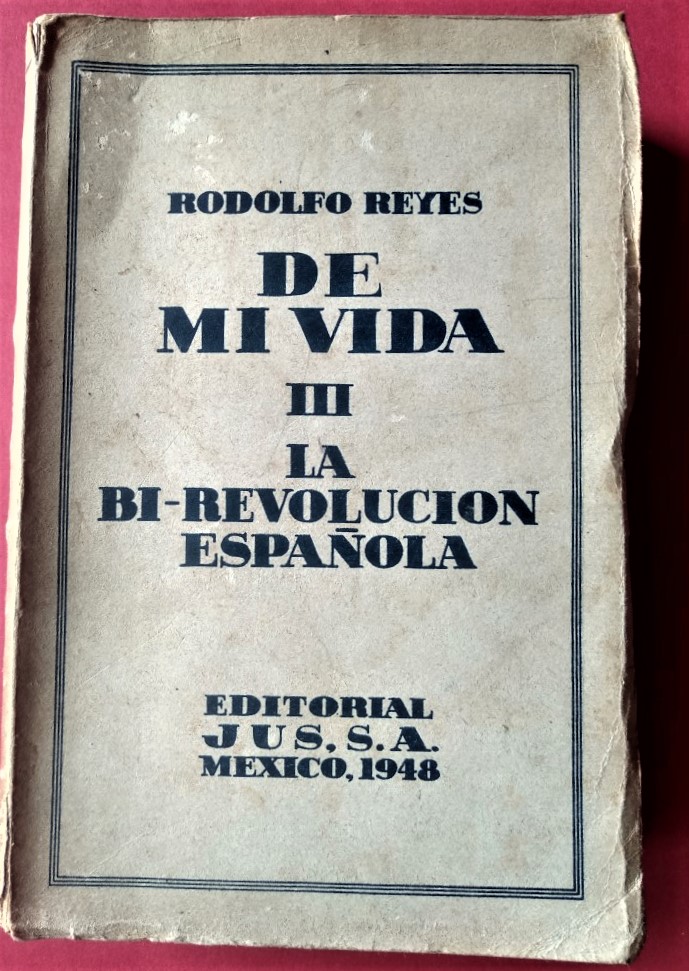 RODOLFO REYES
DE
MI VIDA
III
LA
BI-REVOLUCION
ESPAÑOLA
EDITORIAL
JUS, S.A.
MEXICO, 1948